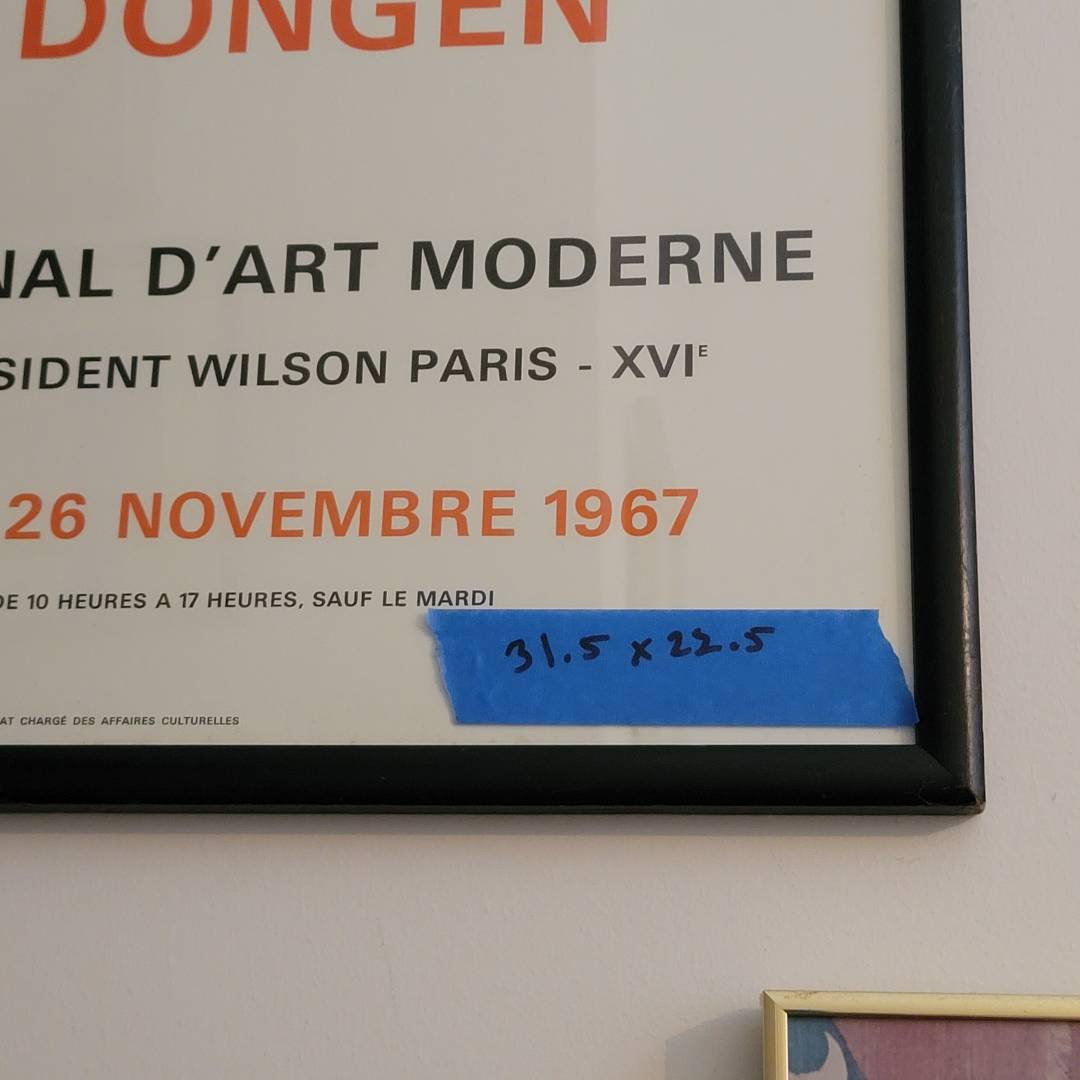 DONGEN
NAL D'ART MODERNE
SIDENT WILSON PARIS - XVIᴱ
26 NOVEMBRE 1967
DE 10 HEURES A 17 HEURES, SAUF LE MARDI
31.5 x 22.5
AT CHARGÉ DES AFFAIRES CULTURELLES